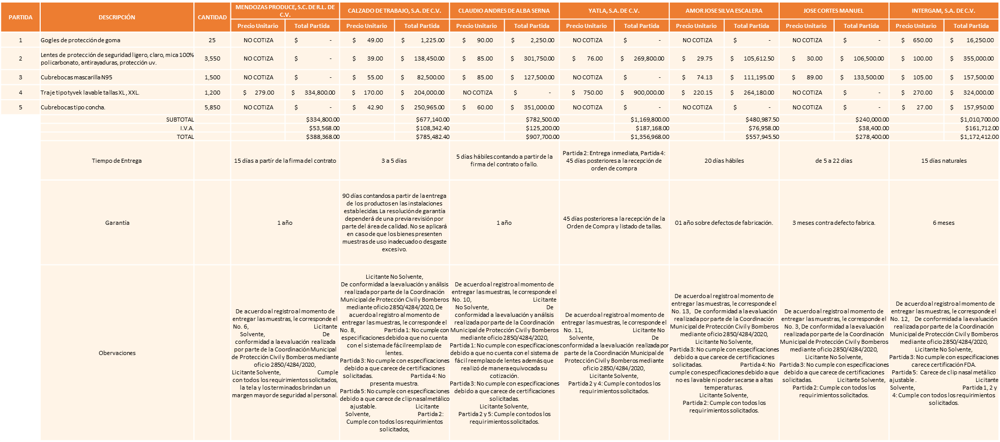 PARTIDA DESCRIPCIÓN CANTIDAD MENDOZAS PRODUCE, S.C. DE R.L. DE C.V. CALZADO DE TRABAJO, S.A. DE C.V. CLAUDIO ANDRES DE ALBA SERNA YATLA, S.A. DE C.V. AMOR JOSE SILVA ESCALERA JOSE CORTES MANUEL INTERGAM, S.A. DE C.V.
Precio Unitario Total Partida Precio Unitario Total Partida Precio Unitario Total Partida Precio Unitario Total Partida Precio Unitario Total Partida Precio Unitario Total Partida Precio Unitario Total Partida
1 Gogles de protección de goma 25 NO COTIZA $ - $ 49.00 $ 1,225.00 $ 90.00 $ 2,250.00 NO COTIZA $ - NO COTIZA $ - NO COTIZA $ - $ 650.00 $ 16,250.00
2 Lentes de protección de seguridad ligero, claro, mica 100% policarbonato, antirayaduras, protección uv. 3,550 NO COTIZA $ - $ 39.00 $ 138,450.00 $ 85.00 $ 301,750.00 $ 76.00 $ 269,800.00 $ 29.75 $ 105,612.50 $ 30.00 $ 106,500.00 $ 100.00 $ 355,000.00
3 Cubrebocas mascarilla N95 1,500 NO COTIZA $ - $ 55.00 $ 82,500.00 $ 85.00 $ 127,500.00 NO COTIZA $ - $ 74.13 $ 111,195.00 $ 89.00 $ 133,500.00 $ 105.00 $ 157,500.00
4 Traje tipo tyvek lavable tallas XL, XXL. 1,200 $ 279.00 $ 334,800.00 $ 170.00 $ 204,000.00 NO COTIZA $ - $ 750.00 $ 900,000.00 $ 220.15 $ 264,180.00 NO COTIZA $ - $ 270.00 $ 324,000.00
5 Cubrebocas tipo concha. 5,850 NO COTIZA $ - $ 42.90 $ 250,965.00 $ 60.00 $ 351,000.00 NO COTIZA $ - NO COTIZA $ - NO COTIZA $ - $ 27.00 $ 157,950.00
SUBTOTAL $334,800.00 $677,140.00 $782,500.00 $1,169,800.00 $480,987.50 $240,000.00 $1,010,700.00
I.V.A. $53,568.00 $108,342.40 $125,200.00 $187,168.00 $76,958.00 $38,400.00 $161,712.00
TOTAL $388,368.00 $785,482.40 $907,700.00 $1,356,968.00 $557,945.50 $278,400.00 $1,172,412.00
Tiempo de Entrega
15 días a partír de la firma del contrato
3 a 5 días
5 días hábiles contando a partir de la
firma del contrato o fallo.
Partida 2: Entrega inmediata, Partida 4:
45 días posteriores a la recepción de
orden de compra
20 días hábiles
de 5 a 22 días
15 días naturales
Garantía
1 año
90 días contandos a partir de la entrega
de los productos en las instalaciones
establecidas. La resolución de garantía
dependerá de una previa revisión por
parte del área de calidad. No se aplicará
en caso de que los bienes presenten
muestras de uso inadecuado o desgaste
excesivo.
1 año
45 días posteriores a la recepción de la
Orden de Compra y listado de tallas.
01 año sobre defectos de fabricación.
3 meses contra defecto fabrica.
6 meses
Obervaciones
De acuerdo al registro al momento de
entregar las muestras, le corresponde el
No. 6, Licitante
Solvente, De
conformidad a la evaluación realizada
por parte de la Coordinación Municipal
de Protección Civil y Bomberos mediante
oficio 2850/4284/2020,
Licitante Solvente, Cumple
con todos los requirimientos solicitados,
la tela y los terminados brindan un
margen mayor de seguridad al personal.
Licitante No Solvente,
De conformidad a la evaluación y análisis
realizada por parte de la Coordinación
Municipal de Protección Civil y Bomberos
mediante oficio 2850/4284/2020, De
acuerdo al registro al momento de
entregar las muestras, le corresponde el
No. 8, Partida 1: No cumple con
especificaciones debido a que no cuenta
con el sistema de fácil reemplazo de
lentes.
Partida 3: No cumple con especificaciones
debido a que carece de certificaciones
solicitadas. Partida 4: No
presenta muestra.
Partida 5: No cumple con especificaciones
debido a que carece de clip nasal metálico
ajustable. Licitante
Solvente, Partida 2:
Cumple con todos los requirimientos
solicitados,
De acuerdo al registro al momento de
entregar las muestras, le corresponde el
No. 10, Licitante
No Solvente, De
conformidad a la evaluación y análisis
realizada por parte de la Coordinación
Municipal de Protección Civil y Bomberos
mediante oficio 2850/4284/2020,
Partida 1: No cumple con especificaciones
debido a que no cuenta con el sistema de
fácil reemplazo de lentes además que
realizó de manera equivocada su
cotización.
Partida 3: No cumple con especificaciones
debido a que carece de certificaciones
solicitadas.
Licitante Solvente,
Partida 2 y 5: Cumple con todos los
requirimientos solicitados.
De acuerdo al registro al momento de
entregar las muestras, le corresponde el
No. 11, Licitante No
Solvente, De
conformidad a la evaluación realizada por
parte de la Coordinación Municipal de
Protección Civil y Bomberos mediante
oficio 2850/4284/2020,
Licitante Solvente,
Partida 2 y 4: Cumple con todos los
requirimientos solicitados.
De acuerdo al registro al momento de
entregar las muestras, le corresponde el
No. 13, De conformidad a la evaluación
realizada por parte de la Coordinación
Municipal de Protección Civil y Bomberos
mediante oficio 2850/4284/2020,
Licitante No Solvente,
Partida 3: No cumple con especificaciones
debido a que carece de certificaciones
solicitadas. Partida 4: No
cumple con especificaciones debido a que
no es lavable ni poder secarse a altas
temperaturas.
Licitante Solvente,
Partida 2: Cumple con todos los
requirimientos solicitados.
De acuerdo al registro al momento de
entregar las muestras, le corresponde el
No. 3, De conformidad a la evaluación
realizada por parte de la Coordinación
Municipal de Protección Civil y Bomberos
mediante oficio 2850/4284/2020,
Licitante No Solvente,
Partida 3: No cumple con especificaciones
debido a que carece de certificaciones
solicitadas. Licitante Solvente,
Partida 2: Cumple con todos los
requirimientos solicitados.
De acuerdo al registro al momento de
entregar las muestras, le corresponde el
No. 12, De conformidad a la evaluación
realizada por parte de la Coordinación
Municipal de Protección Civil y Bomberos
mediante oficio 2850/4284/2020,
Licitante No Solvente,
Partida 3: No cumple con especificaciones
carece certificación FDA.
Partida 5: Carece de clip nasal metálico
ajustable. Licitante
Solvente, Partida 1, 2 y
4: Cumple con todos los requirimientos
solicitados.